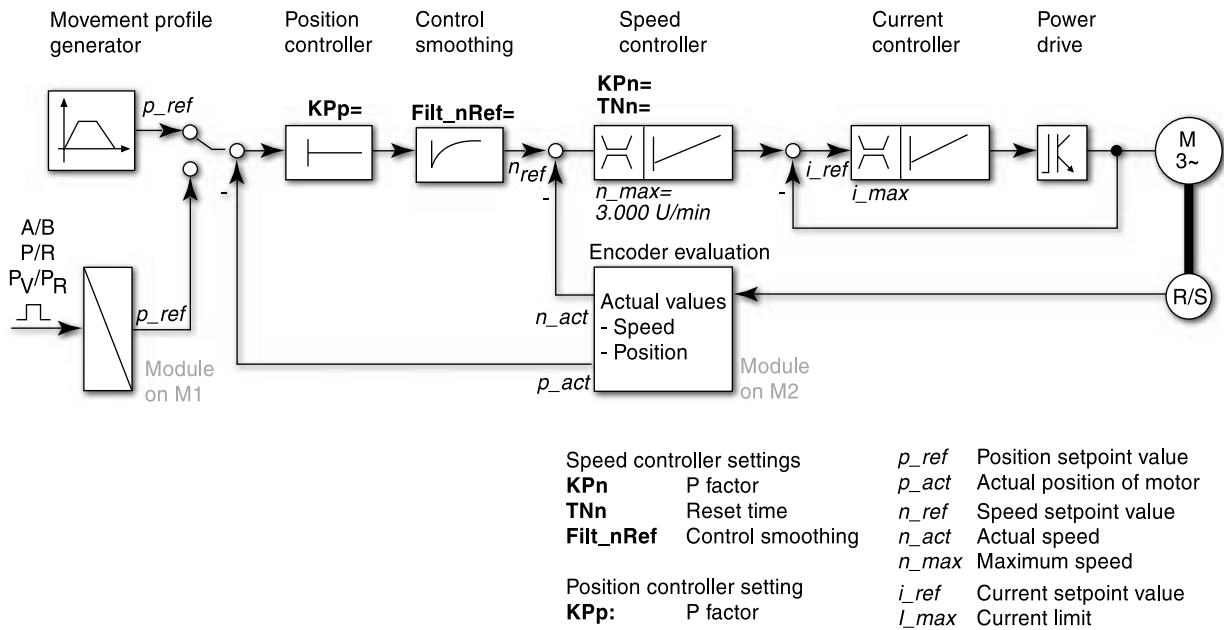 Movement profile
generator
Position
controller
Control
smoothing
Speed
controller
Current
controller
Power
drive
p_ref
KPp=
Filt_nRef=
n_ref
KPn=
TNn=
n_max=
3.000 U/min
i_ref
i_max
M
3~
-
-
-
A/B
P/R
PV/PR
p_ref
Module
on M1
Encoder evaluation
Actual values
- Speed
- Position
n_act
p_act
Module
on M2
R/S
Speed controller settings
KPn P factor
TNn Reset time
Filt_nRef Control smoothing
Position controller setting
KPp: P factor
p_ref Position setpoint value
p_act Actual position of motor
n_ref Speed setpoint value
n_act Actual speed
n_max Maximum speed
i_ref Current setpoint value
I_max Current limit